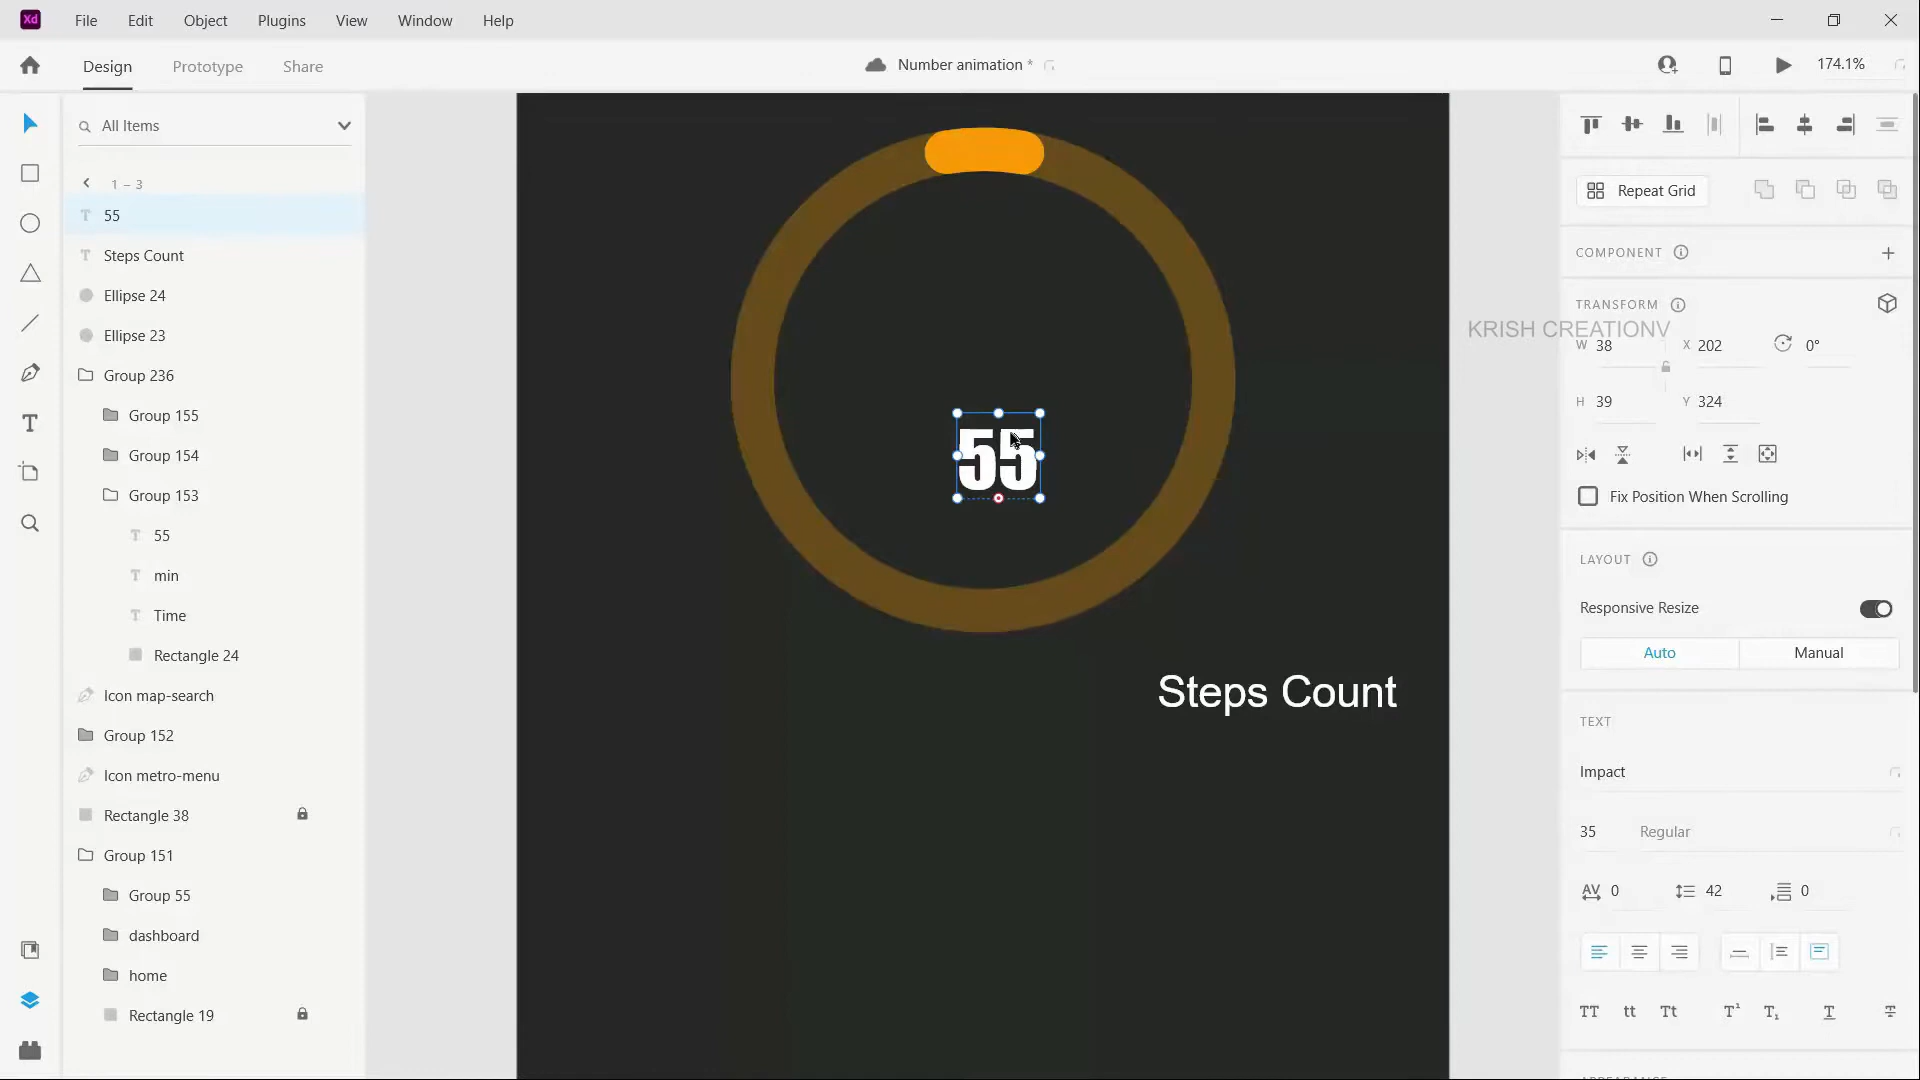 Xd File Edit Object Plugins View Window Help
Design Prototype Share
Number animation *
174.1%
All Items
1 – 3
55
Steps Count
Ellipse 24
Ellipse 23
Group 236
Group 155
Group 154
Group 153
55
min
Time
Rectangle 24
Icon map-search
Group 152
Icon metro-menu
Rectangle 38
Group 151
Group 55
dashboard
home
Rectangle 19
55
Steps Count
Repeat Grid
COMPONENT
TRANSFORM
KRISH CREATIONV
W 38 X 202 0°
H 39 Y 324
Fix Position When Scrolling
LAYOUT
Responsive Resize
Auto Manual
TEXT
Impact
35 Regular
AV 0 42 0
TT tt Tt T¹ T₁ T T
APPEARANCE